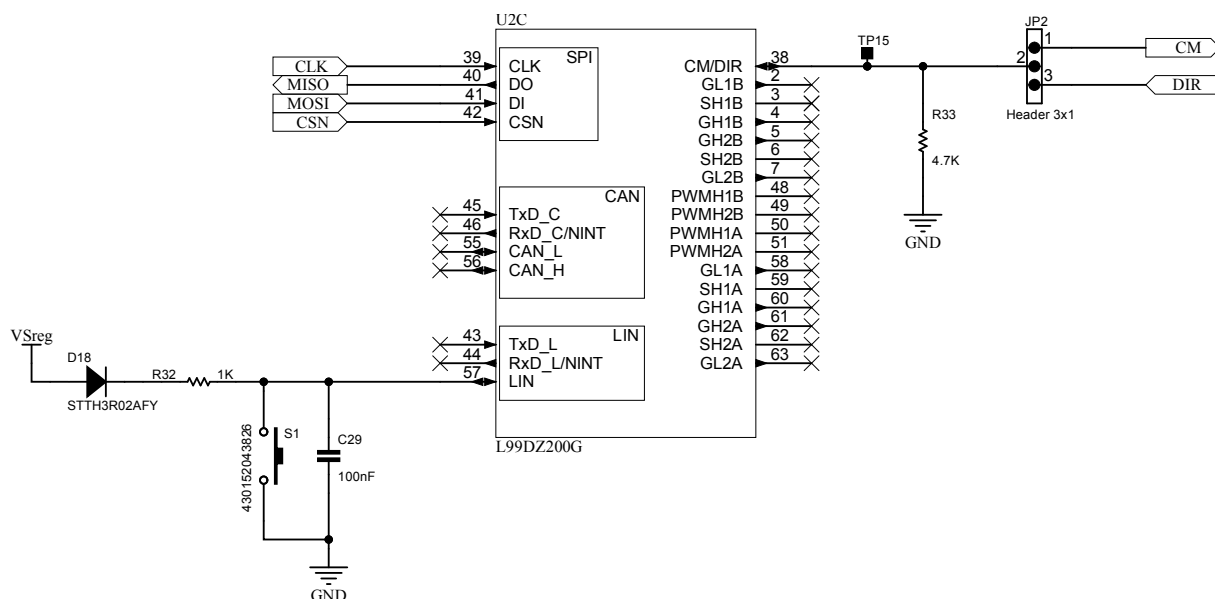 U2C
CLK
MISO
MOSI
CSN
39
40
41
42
SPI
CLK
DO
DI
CSN
45
46
55
56
CAN
TxD_C
RxD_C/NINT
CAN_L
CAN_H
43
44
57
LIN
TxD_L
RxD_L/NINT
LIN
CM/DIR 38
GL1B 2
SH1B 3
GH1B 4
GH2B 5
SH2B 6
GL2B 7
PWMH1B 48
PWMH2B 49
PWMH1A 50
PWMH2A 51
GL1A 58
SH1A 59
GH1A 60
GH2A 61
SH2A 62
GL2A 63
L99DZ200G
TP15
JP2
1
2
3
CM
DIR
Header 3x1
R33
4.7K
GND
VSreg
D18
STTH3R02AFY
R32
1K
S1
430152043826
C29
100nF
GND